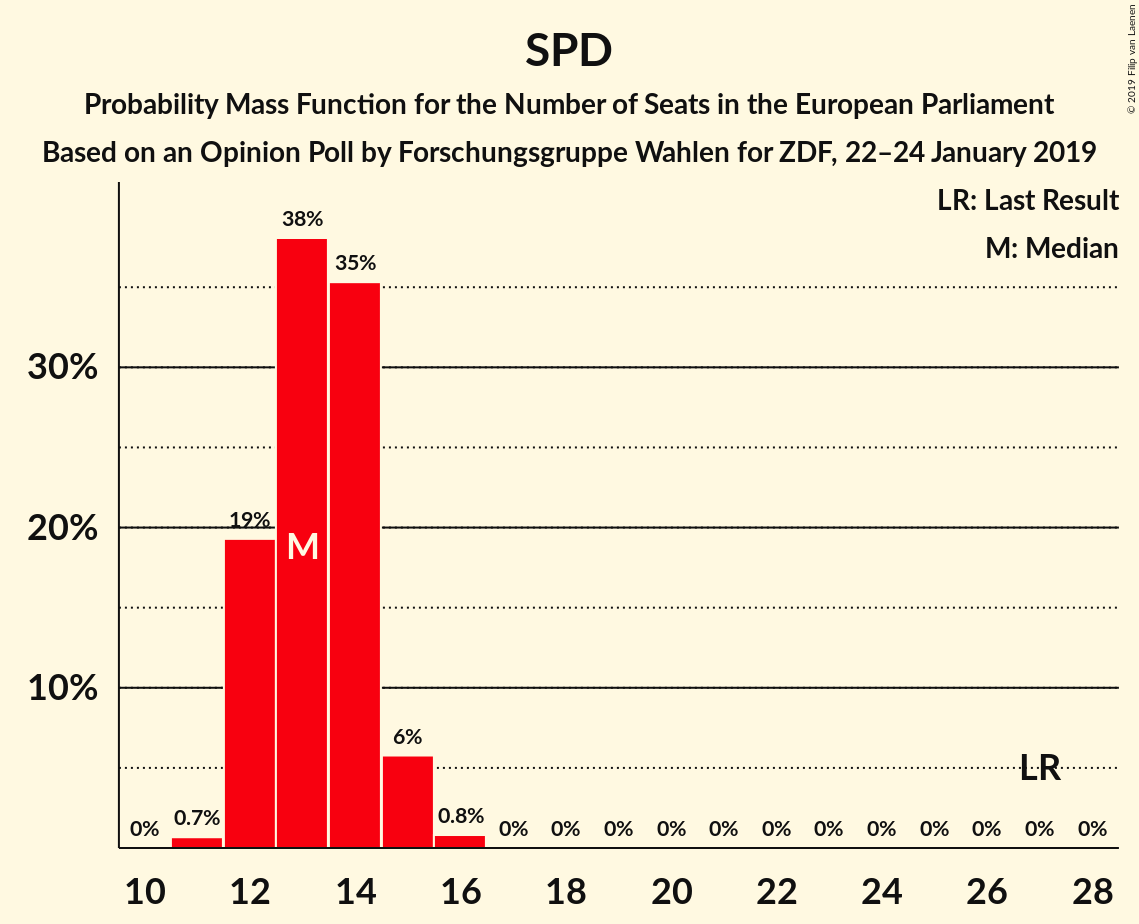 SPD
Probability Mass Function for the Number of Seats in the European Parliament
Based on an Opinion Poll by Forschungsgruppe Wahlen for ZDF, 22–24 January 2019
© 2019 Filip van Laenen
LR: Last Result
M: Median
38%
35%
30%
19%
20%
M
10%
6%
LR
0% 0.7% 0.8% 0% 0% 0% 0% 0% 0% 0% 0% 0% 0% 0% 0%
10 12 14 16 18 20 22 24 26 28